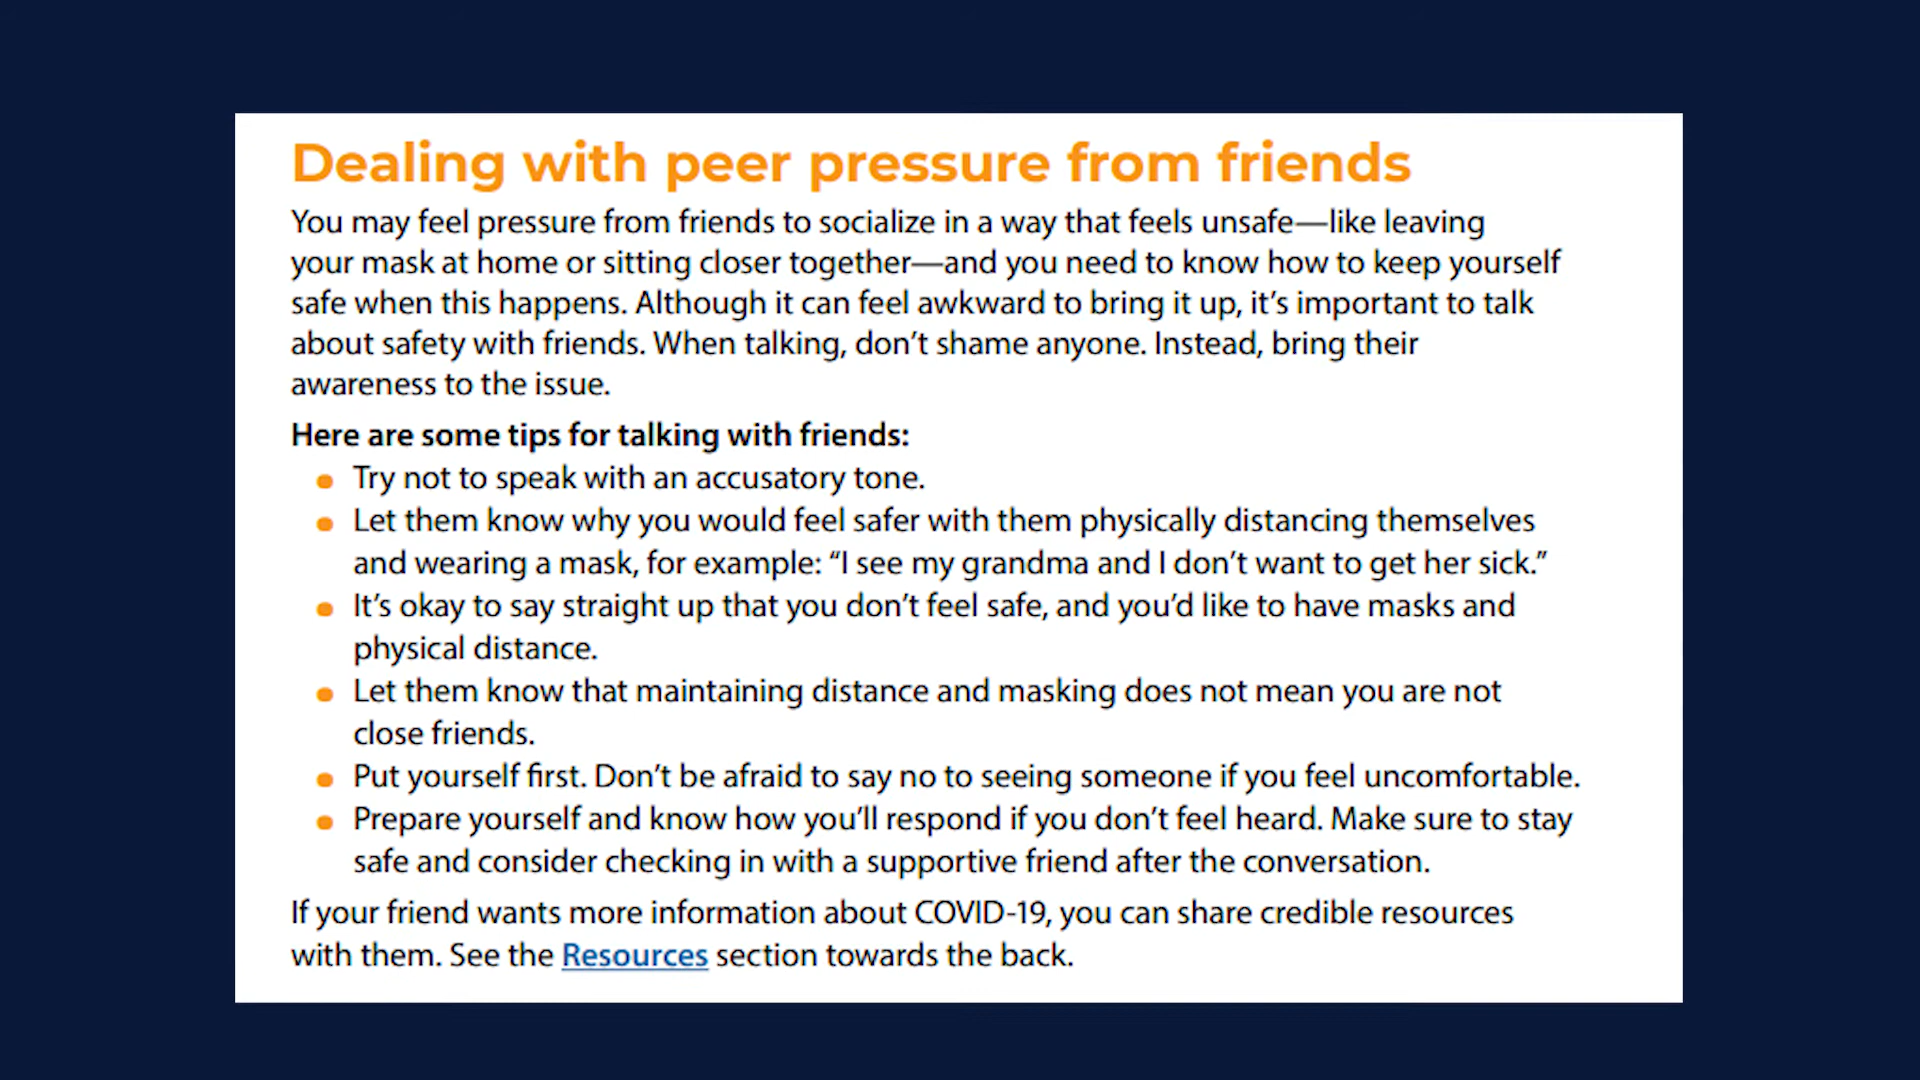 Dealing with peer pressure from friends
You may feel pressure from friends to socialize in a way that feels unsafe—like leaving
your mask at home or sitting closer together—and you need to know how to keep yourself
safe when this happens. Although it can feel awkward to bring it up, it’s important to talk
about safety with friends. When talking, don’t shame anyone. Instead, bring their
awareness to the issue.
Here are some tips for talking with friends:
• Try not to speak with an accusatory tone.
• Let them know why you would feel safer with them physically distancing themselves
and wearing a mask, for example: “I see my grandma and I don’t want to get her sick.”
• It’s okay to say straight up that you don’t feel safe, and you’d like to have masks and
physical distance.
• Let them know that maintaining distance and masking does not mean you are not
close friends.
• Put yourself first. Don’t be afraid to say no to seeing someone if you feel uncomfortable.
• Prepare yourself and know how you’ll respond if you don’t feel heard. Make sure to stay
safe and consider checking in with a supportive friend after the conversation.
If your friend wants more information about COVID-19, you can share credible resources
with them. See the Resources section towards the back.